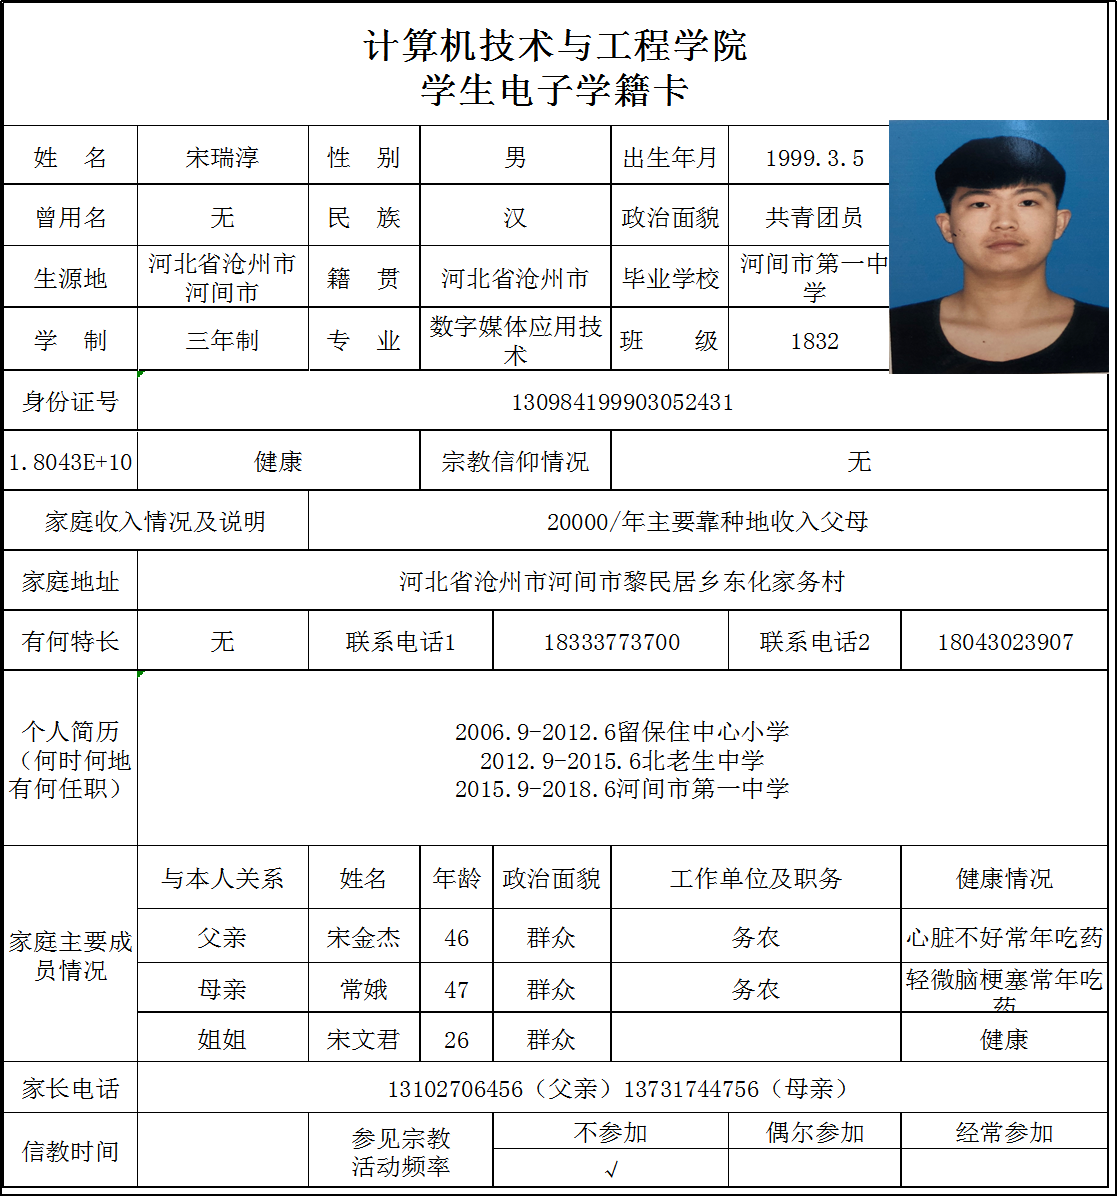 计算机技术与工程学院
学生电子学籍卡
姓 名 宋瑞淳 性 别 男 出生年月 1999.3.5
曾用名 无 民 族 汉 政治面貌 共青团员
生源地 河北省沧州市河间市 籍 贯 河北省沧州市 毕业学校 河间市第一中学
学 制 三年制 专 业 数字媒体应用技术 班 级 1832
身份证号 130984199903052431
1.8043E+10 健康 宗教信仰情况 无
家庭收入情况及说明 20000/年主要靠种地收入父母
家庭地址 河北省沧州市河间市黎民居乡东化家务村
有何特长 无 联系电话1 18333773700 联系电话2 18043023907
个人简历
（何时何地
有何任职）
2006.9-2012.6留保住中心小学
2012.9-2015.6北老生中学
2015.9-2018.6河间市第一中学
家庭主要成员情况
与本人关系 姓名 年龄 政治面貌 工作单位及职务 健康情况
父亲 宋金杰 46 群众 务农 心脏不好常年吃药
母亲 常娥 47 群众 务农 轻微脑梗塞常年吃药
姐姐 宋文君 26 群众 健康
家长电话 13102706456（父亲）13731744756（母亲）
信教时间 参见宗教活动频率 不参加 偶尔参加 经常参加
√